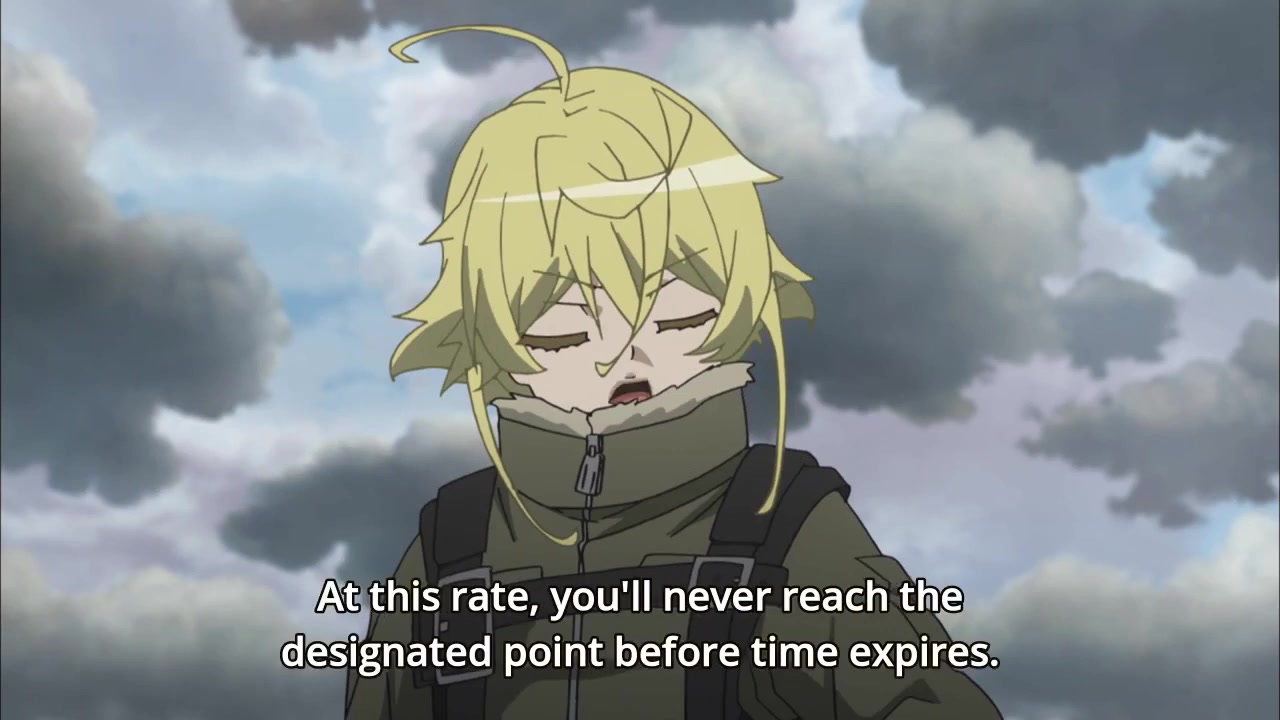 At this rate, you'll never reach the
designated point before time expires.